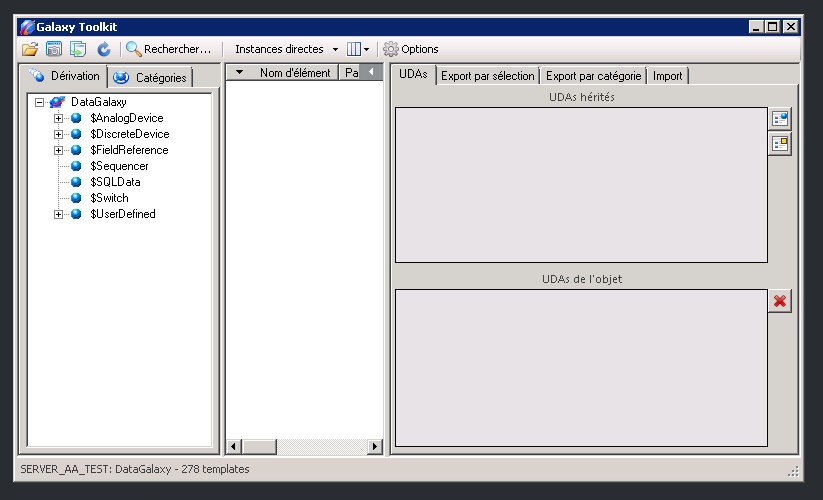 Galaxy Toolkit
Rechercher... Instances directes Options
Dérivation Catégories
DataGalaxy
$AnalogDevice
$DiscreteDevice
$FieldReference
$Sequencer
$SQLData
$Switch
$UserDefined
Nom d'élément Pa
UDAs Export par sélection Export par catégorie Import
UDAs hérités
UDAs de l'objet
SERVER_AA_TEST: DataGalaxy - 278 templates